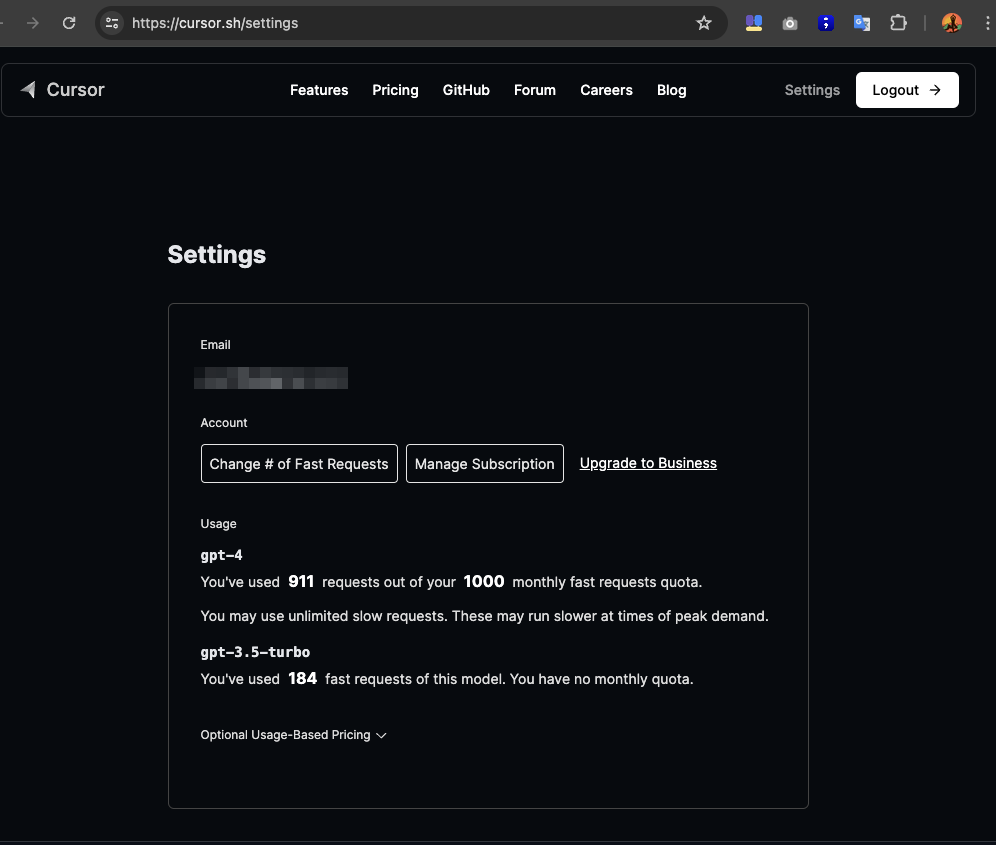 https://cursor.sh/settings
Cursor Features Pricing GitHub Forum Careers Blog Settings Logout →
Settings
Email
Account
Change # of Fast Requests Manage Subscription Upgrade to Business
Usage
gpt-4
You've used 911 requests out of your 1000 monthly fast requests quota.
You may use unlimited slow requests. These may run slower at times of peak demand.
gpt-3.5-turbo
You've used 184 fast requests of this model. You have no monthly quota.
Optional Usage-Based Pricing